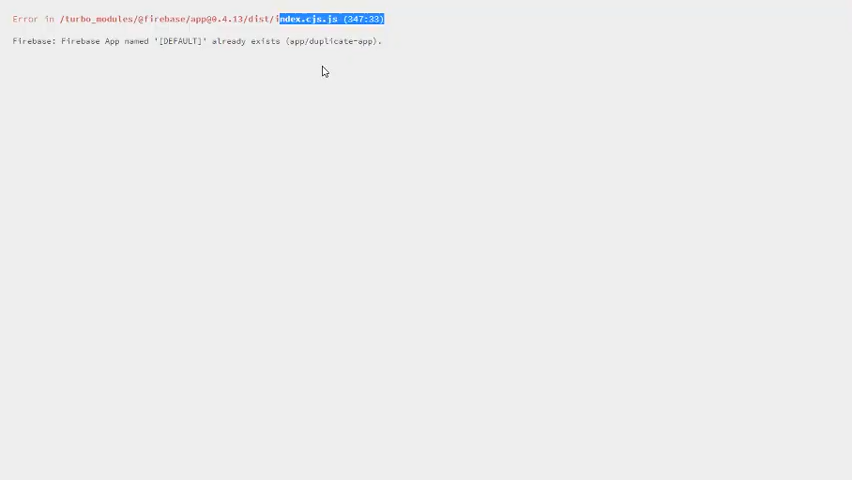 Error in /turbo_modules/@firebase/app@0.4.13/dist/index.cjs.js (347:33)
Firebase: Firebase App named '[DEFAULT]' already exists (app/duplicate-app).